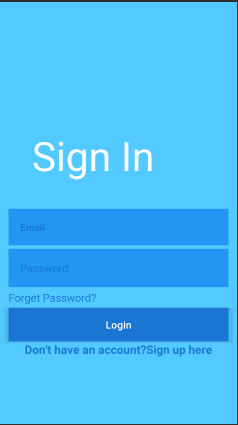 Sign In
Email
Password
Forget Password?
Login
Don't have an account?Sign up here